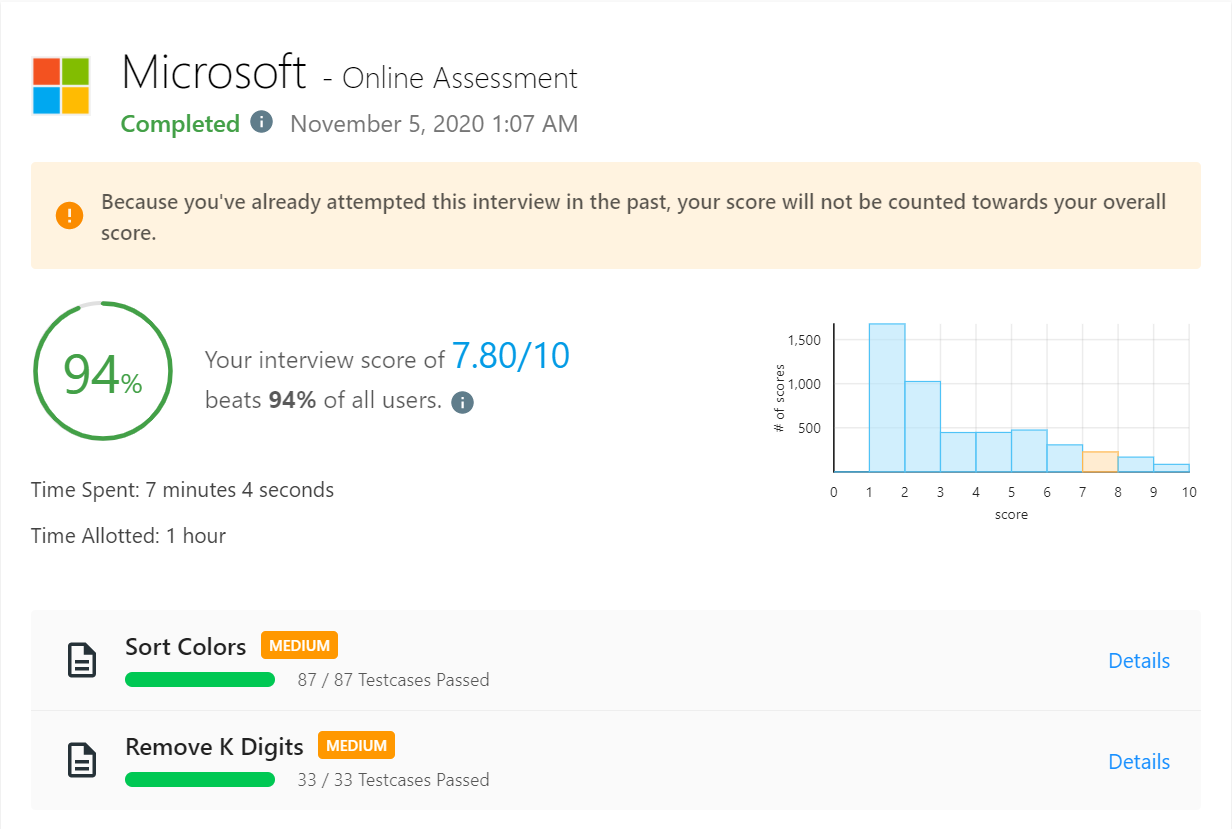 Microsoft - Online Assessment
Completed November 5, 2020 1:07 AM
Because you've already attempted this interview in the past, your score will not be counted towards your overall
score.
94%
Your interview score of 7.80/10
beats 94% of all users.
1,500
1,000
500
# of scores
0 1 2 3 4 5 6 7 8 9 10
score
Time Spent: 7 minutes 4 seconds
Time Allotted: 1 hour
Sort Colors MEDIUM
87 / 87 Testcases Passed
Details
Remove K Digits MEDIUM
33 / 33 Testcases Passed
Details